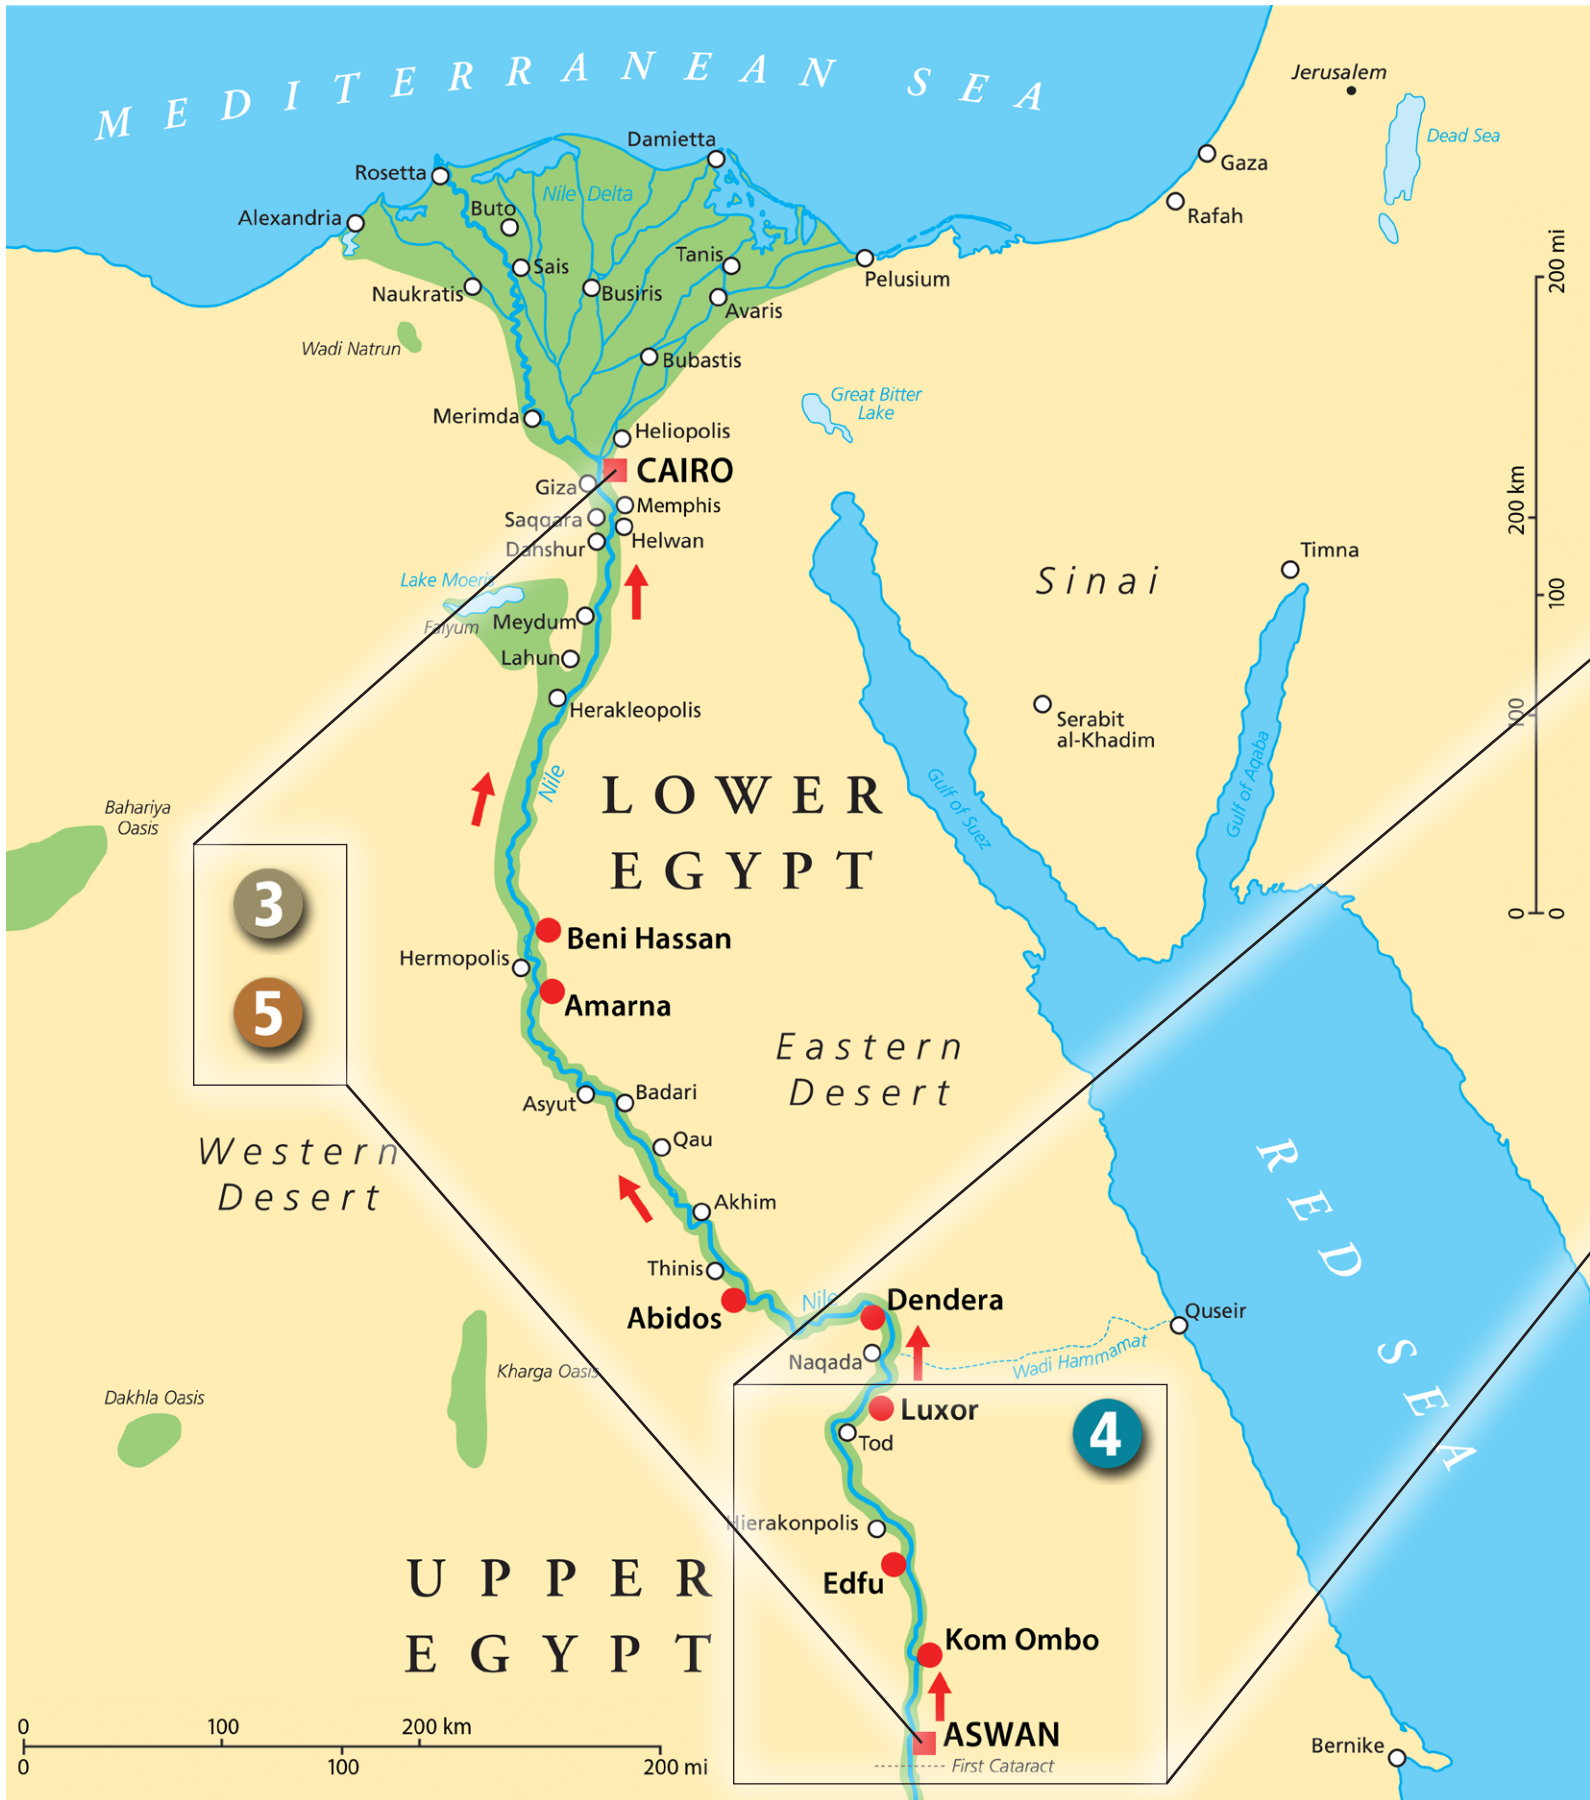 MEDITERRANEAN SEA
Jerusalem
Dead Sea
Damietta
Gaza
Rosetta
Nile Delta
Rafah
Buto
Alexandria
Tanis
Sais
Pelusium
Naukratis
Busiris
Avaris
200 mi
Wadi Natrun
Bubastis
Great Bitter
Lake
Merimda
Heliopolis
CAIRO
Giza
Memphis
Saqqara
200 km
Helwan
Dahshur
Timna
Lake Moeris
Sinai
100
Faiyum
Meydum
Lahun
Herakleopolis
Serabit
al-Khadim
100
Nile
LOWER
EGYPT
Gulf of Suez
Gulf of Aqaba
Bahariya
Oasis
3
0
0
Beni Hassan
Hermopolis
Amarna
5
Eastern
Desert
Asyut
Badari
Qau
Western
Desert
RED SEA
Akhim
Thinis
Abidos
Nile
Dendera
Quseir
Naqada
Wadi Hammamat
Kharga Oasis
Dakhla Oasis
Luxor
Tod
4
Hierakonpolis
UPPER
EGYPT
Edfu
Kom Ombo
ASWAN
First Cataract
Bernike
0 100 200 km
0 100 200 mi